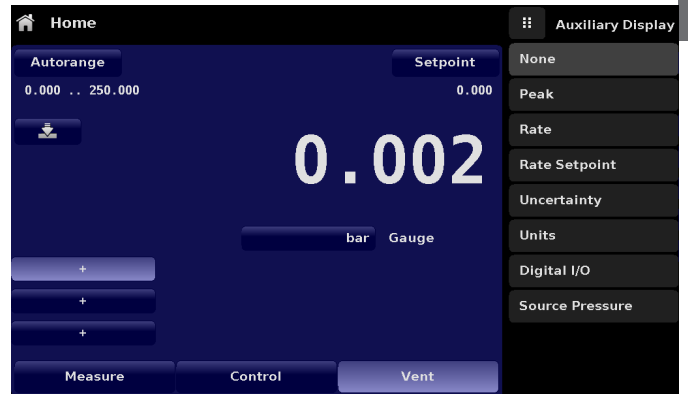 Home
Autorange
Setpoint
0.000 .. 250.000
0.000
0.002
bar Gauge
+
+
+
Measure
Control
Vent
Auxiliary Display
None
Peak
Rate
Rate Setpoint
Uncertainty
Units
Digital I/O
Source Pressure